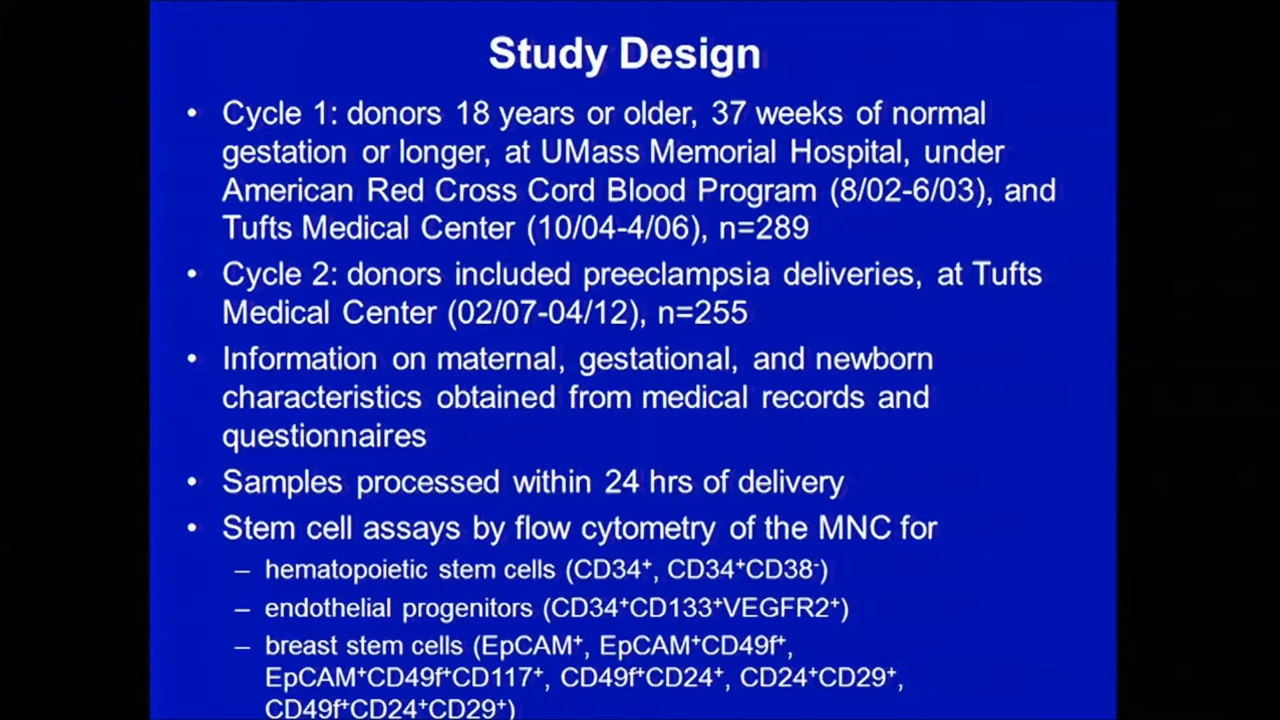 Study Design
• Cycle 1: donors 18 years or older, 37 weeks of normal
gestation or longer, at UMass Memorial Hospital, under
American Red Cross Cord Blood Program (8/02-6/03), and
Tufts Medical Center (10/04-4/06), n=289
• Cycle 2: donors included preeclampsia deliveries, at Tufts
Medical Center (02/07-04/12), n=255
• Information on maternal, gestational, and newborn
characteristics obtained from medical records and
questionnaires
• Samples processed within 24 hrs of delivery
• Stem cell assays by flow cytometry of the MNC for
– hematopoietic stem cells (CD34⁺, CD34⁺CD38⁻)
– endothelial progenitors (CD34⁺CD133⁺VEGFR2⁺)
– breast stem cells (EpCAM⁺, EpCAM⁺CD49f⁺,
EpCAM⁺CD49f⁺CD117⁺, CD49f⁺CD24⁺, CD24⁺CD29⁺,
CD49f⁺CD24⁺CD29⁺)